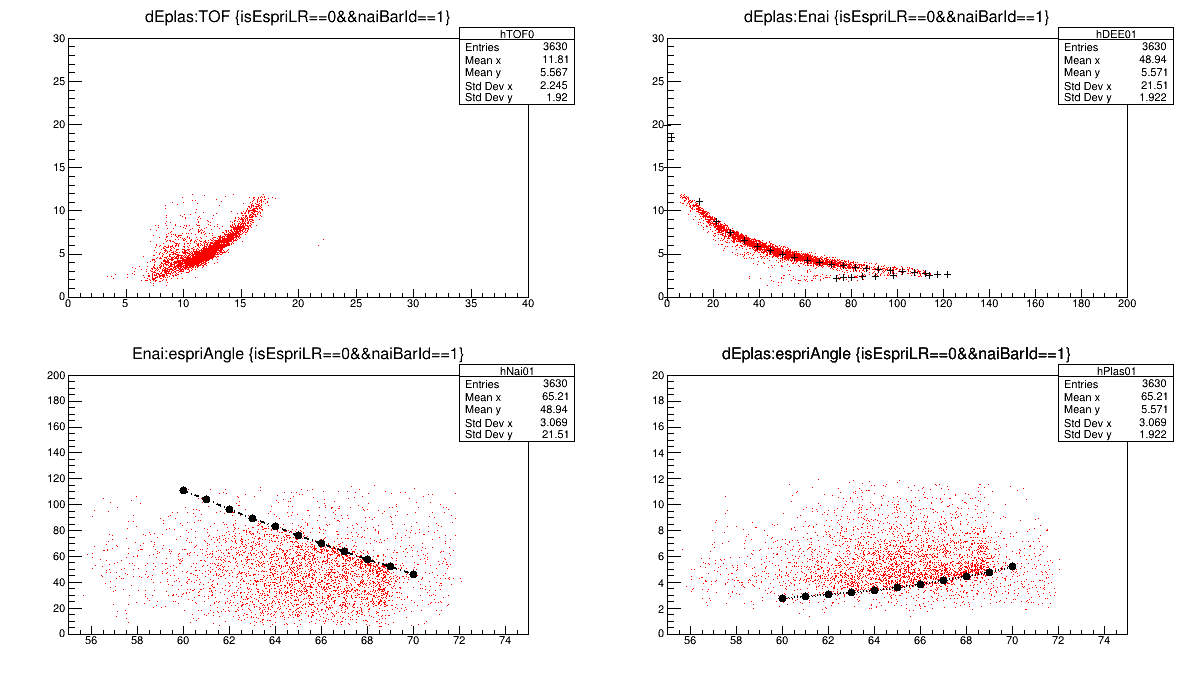 dEplas:TOF {isEspriLR==0&&naiBarId==1}
hTOF0
Entries 3630
Mean x 11.81
Mean y 5.567
Std Dev x 2.245
Std Dev y 1.92
30
25
20
15
10
5
0
0 5 10 15 20 25 30 35 40
dEplas:Enai {isEspriLR==0&&naiBarId==1}
hDEE01
Entries 3630
Mean x 48.94
Mean y 5.571
Std Dev x 21.51
Std Dev y 1.922
30
25
20
15
10
5
0
0 20 40 60 80 100 120 140 160 180 200
Enai:espriAngle {isEspriLR==0&&naiBarId==1}
hNai01
Entries 3630
Mean x 65.21
Mean y 48.94
Std Dev x 3.069
Std Dev y 21.51
200
180
160
140
120
100
80
60
40
20
0
56 58 60 62 64 66 68 70 72 74
dEplas:espriAngle {isEspriLR==0&&naiBarId==1}
hPlas01
Entries 3630
Mean x 65.21
Mean y 5.571
Std Dev x 3.069
Std Dev y 1.922
20
18
16
14
12
10
8
6
4
2
0
56 58 60 62 64 66 68 70 72 74